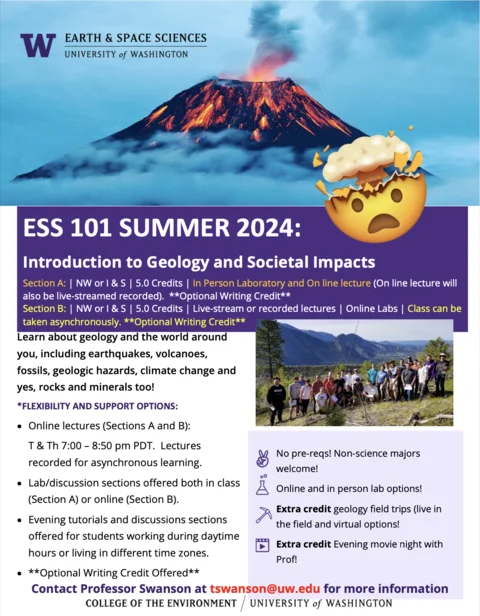 W EARTH & SPACE SCIENCES
UNIVERSITY of WASHINGTON
ESS 101 SUMMER 2024:
Introduction to Geology and Societal Impacts
Section A: | NW or I & S | 5.0 Credits | In Person Laboratory and On line lecture (On line lecture will
also be live-streamed recorded). **Optional Writing Credit**
Section B: | NW or I & S | 5.0 Credits | Live-stream or recorded lectures | Online Labs | Class can be
taken asynchronously. **Optional Writing Credit**
Learn about geology and the world around
you, including earthquakes, volcanoes,
fossils, geologic hazards, climate change and
yes, rocks and minerals too!
*FLEXIBILITY AND SUPPORT OPTIONS:
• Online lectures (Sections A and B):
T & Th 7:00 – 8:50 pm PDT. Lectures
recorded for asynchronous learning.
• Lab/discussion sections offered both in class
(Section A) or online (Section B).
• Evening tutorials and discussions sections
offered for students working during daytime
hours or living in different time zones.
• **Optional Writing Credit Offered**
No pre-reqs! Non-science majors
welcome!
Online and in person lab options!
Extra credit geology field trips (live in
the field and virtual options!
Extra credit Evening movie night with
Prof!
Contact Professor Swanson at tswanson@uw.edu for more information
COLLEGE OF THE ENVIRONMENT / UNIVERSITY of WASHINGTON